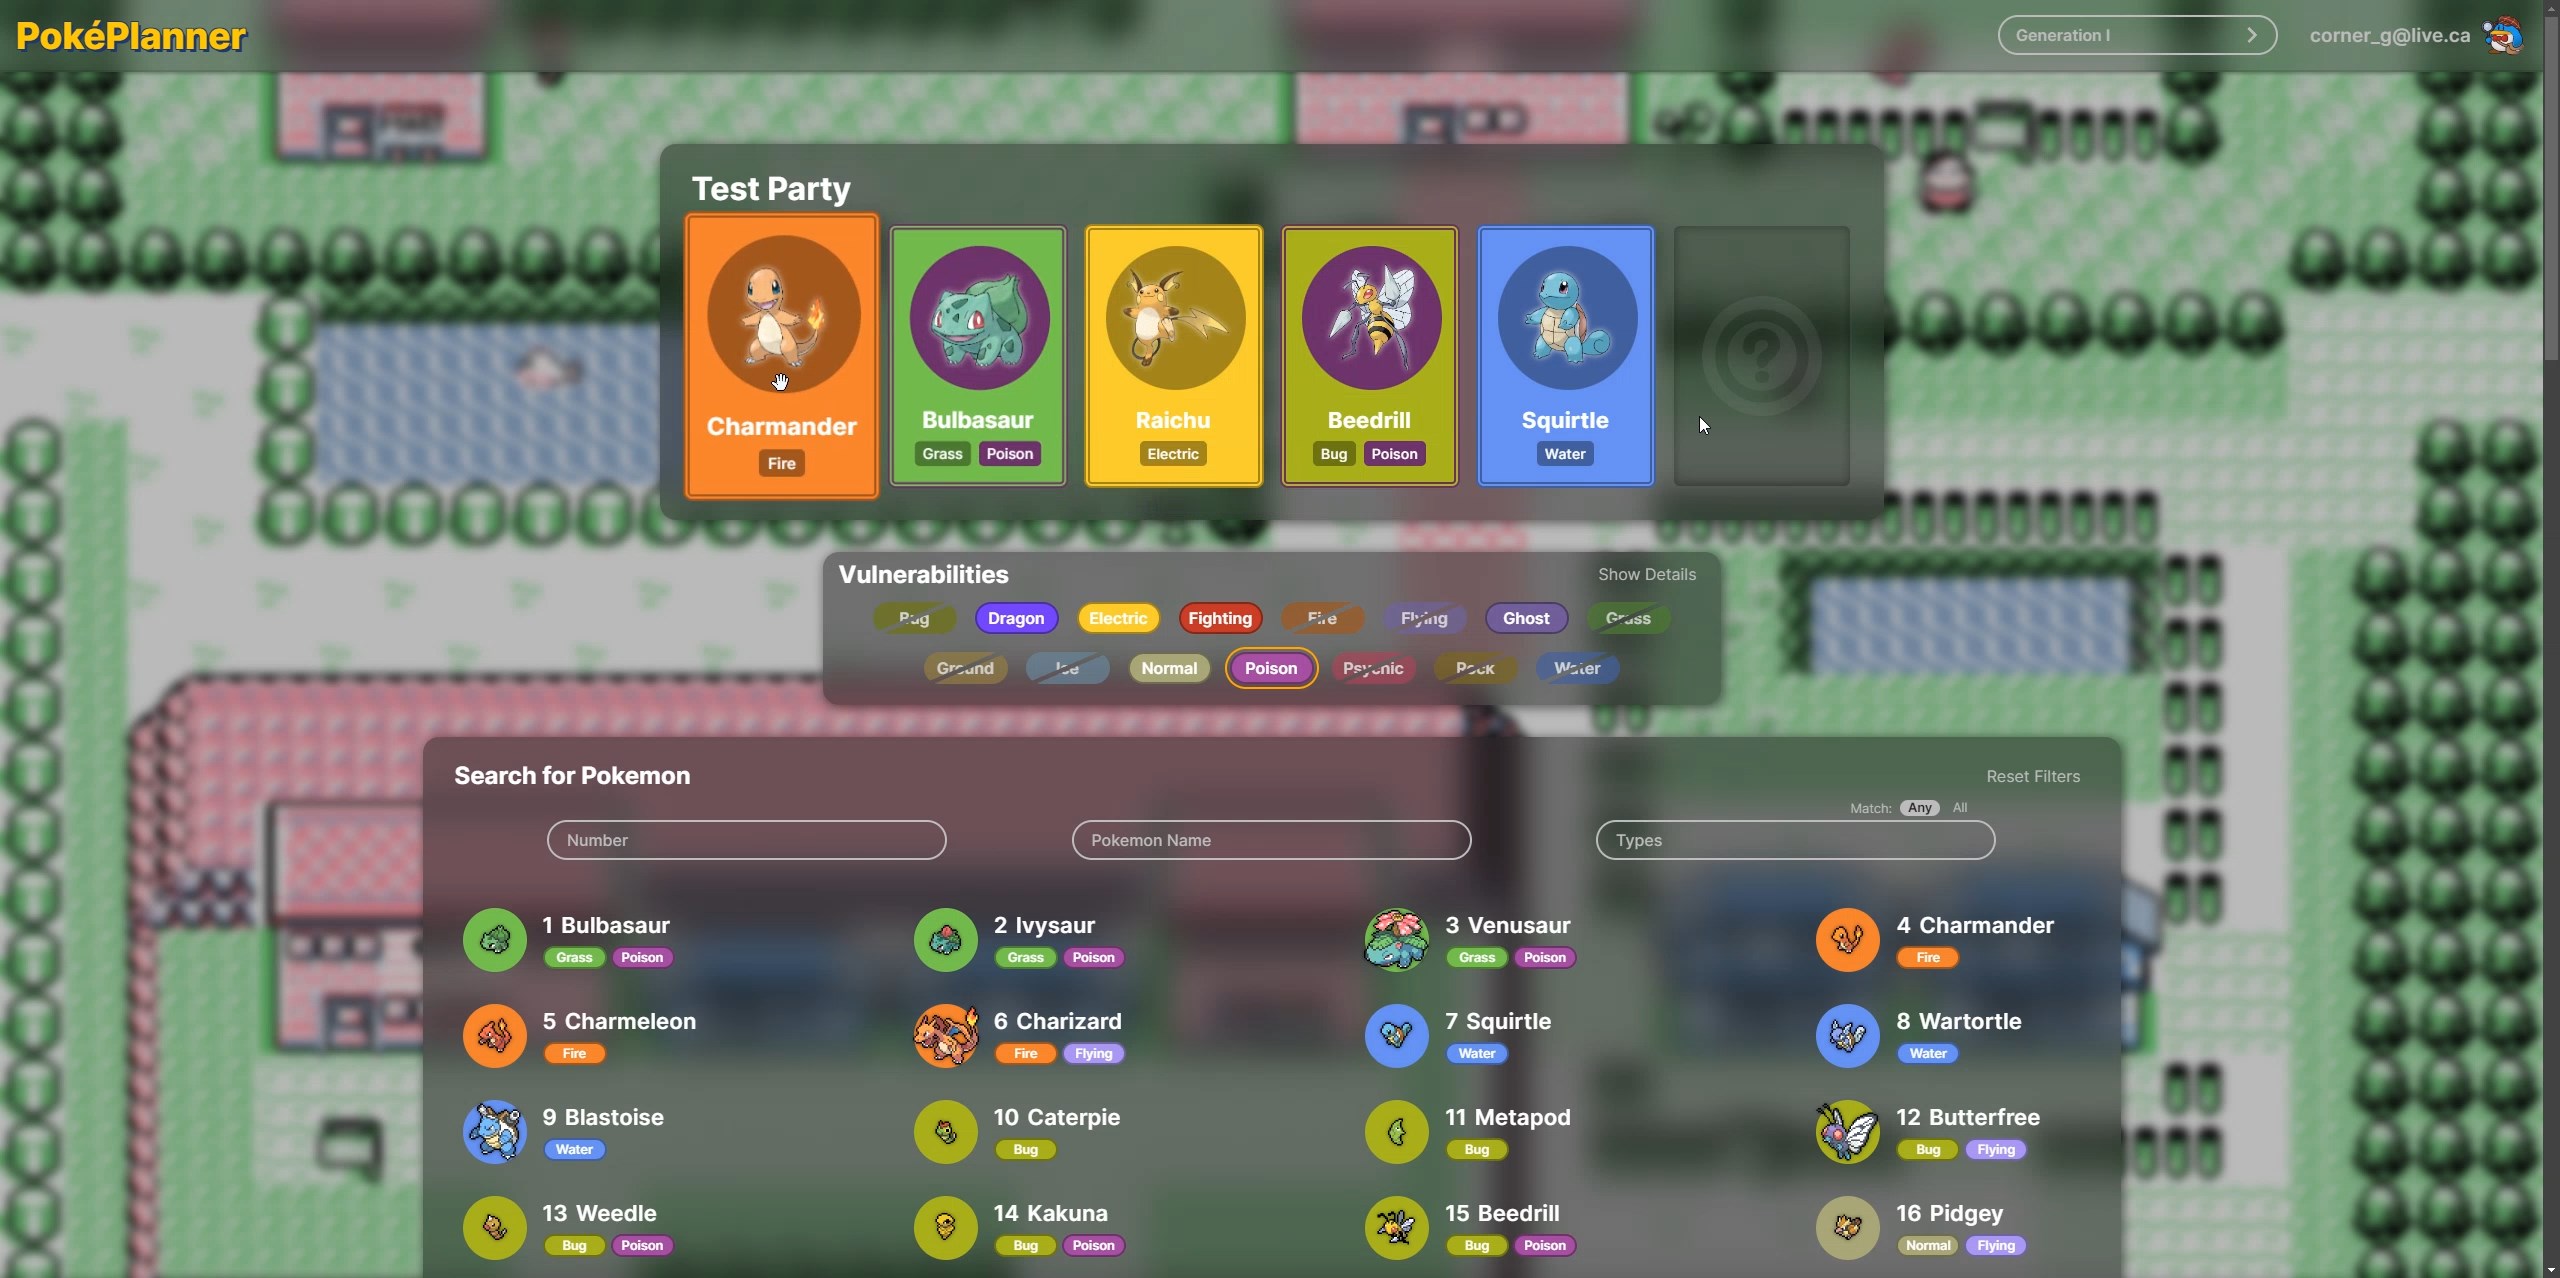 PokéPlanner
Generation I
corner_g@live.ca
Test Party
Charmander
Fire
Bulbasaur
Grass Poison
Raichu
Electric
Beedrill
Bug Poison
Squirtle
Water
?
Vulnerabilities
Show Details
Bug Dragon Electric Fighting Fire Flying Ghost Grass
Ground Ice Normal Poison Psychic Rock Water
Search for Pokemon
Reset Filters
Match: Any All
Number
Pokemon Name
Types
1 Bulbasaur
Grass Poison
2 Ivysaur
Grass Poison
3 Venusaur
Grass Poison
4 Charmander
Fire
5 Charmeleon
Fire
6 Charizard
Fire Flying
7 Squirtle
Water
8 Wartortle
Water
9 Blastoise
Water
10 Caterpie
Bug
11 Metapod
Bug
12 Butterfree
Bug Flying
13 Weedle
Bug Poison
14 Kakuna
Bug Poison
15 Beedrill
Bug Poison
16 Pidgey
Normal Flying